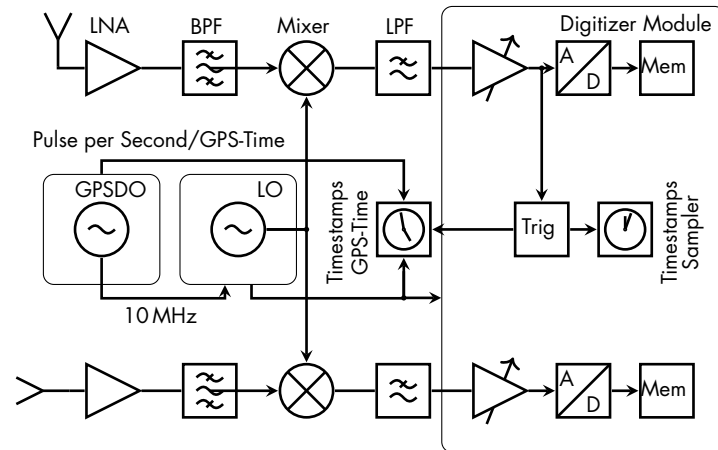 LNA
BPF
Mixer
LPF
Digitizer Module
A
D
Mem
Pulse per Second/GPS-Time
GPSDO
LO
Timestamps
GPS-Time
Trig
Timestamps
Sampler
10 MHz
A
D
Mem